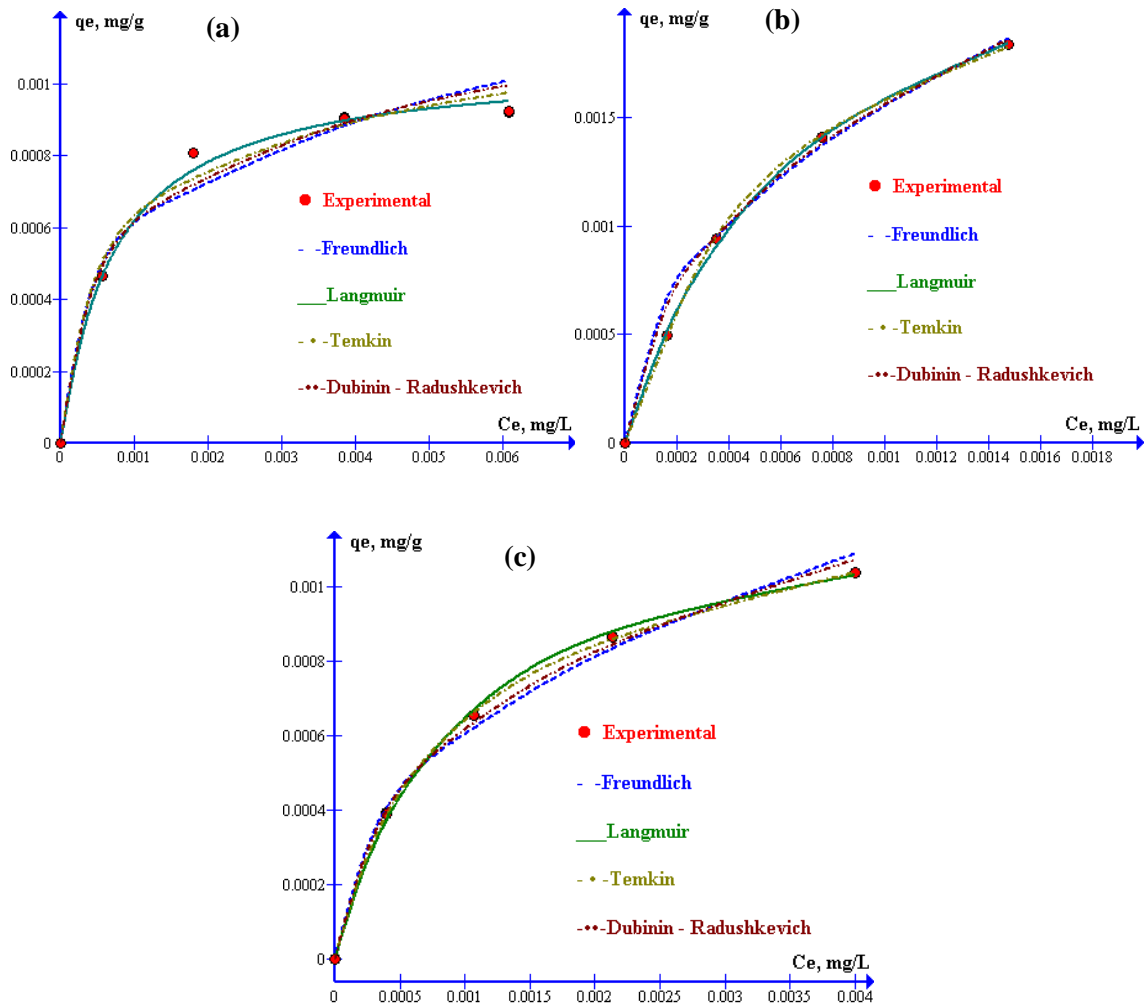 qe, mg/g
(a)
0.001
0.0008
0.0006
0.0004
0.0002
0
Experimental
- -Freundlich
___Langmuir
- • -Temkin
-••-Dubinin - Radushkevich
Ce, mg/L
0 0.001 0.002 0.003 0.004 0.005 0.006
qe, mg/g
(b)
0.0015
0.001
0.0005
0
Experimental
- -Freundlich
___Langmuir
- • -Temkin
-••-Dubinin - Radushkevich
Ce, mg/L
0 0.0002 0.0004 0.0006 0.0008 0.001 0.0012 0.0014 0.0016 0.0018
qe, mg/g
(c)
0.001
0.0008
0.0006
0.0004
0.0002
0
Experimental
- -Freundlich
___Langmuir
- • -Temkin
-••-Dubinin - Radushkevich
Ce, mg/L
0 0.0005 0.001 0.0015 0.002 0.0025 0.003 0.0035 0.004